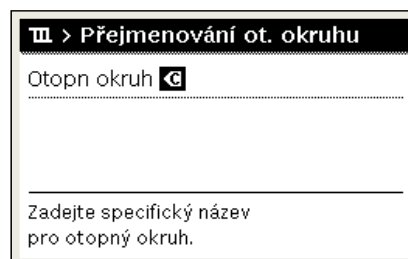 > Přejmenování ot. okruhu
Otopn okruh C
Zadejte specifický název
pro otopný okruh.